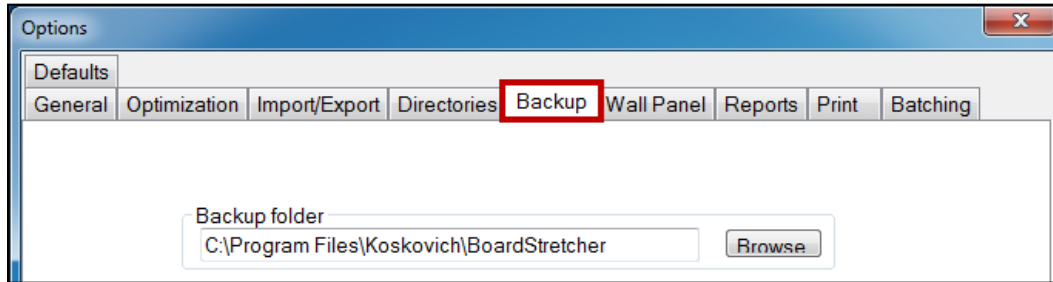 Options
Defaults
General Optimization Import/Export Directories Backup Wall Panel Reports Print Batching
Backup folder
C:\Program Files\Koskovich\BoardStretcher Browse